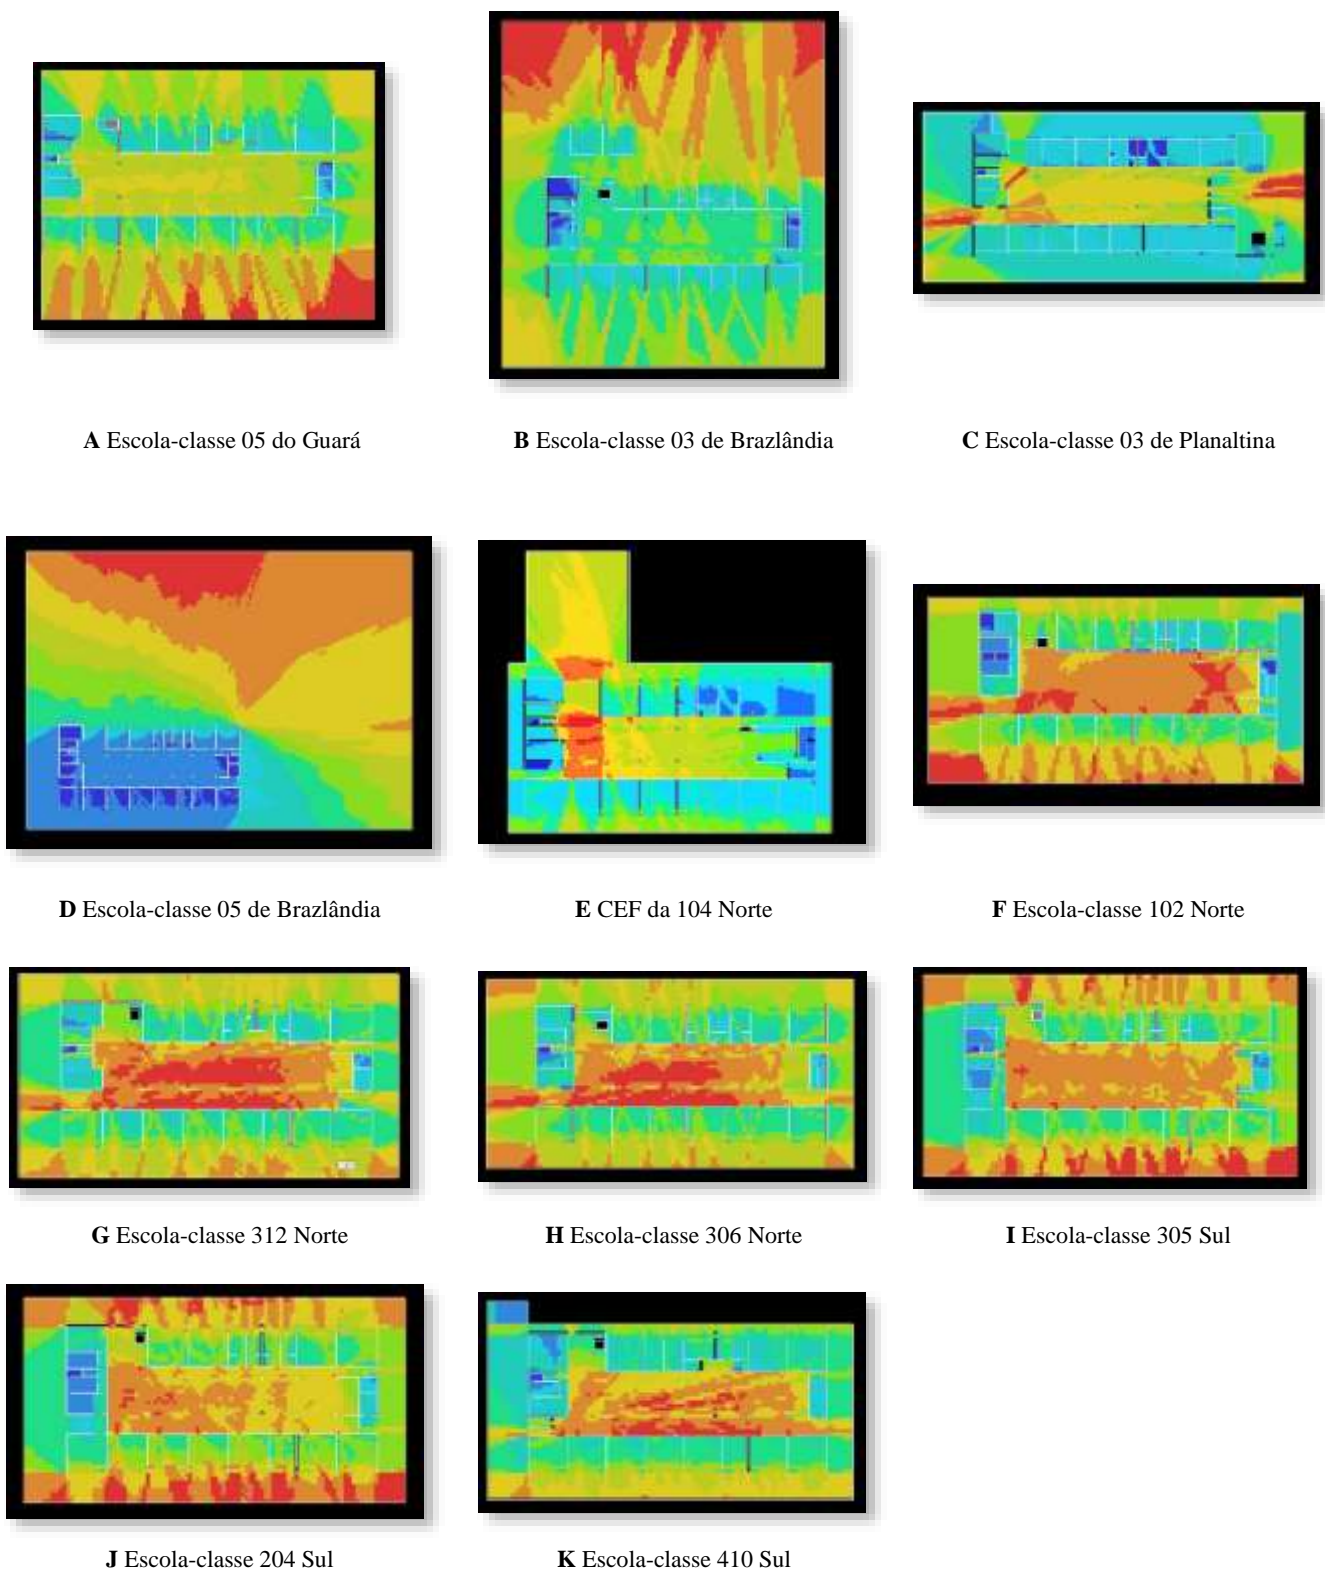 A Escola-classe 05 do Guará
B Escola-classe 03 de Brazlândia
C Escola-classe 03 de Planaltina
D Escola-classe 05 de Brazlândia
E CEF da 104 Norte
F Escola-classe 102 Norte
G Escola-classe 312 Norte
H Escola-classe 306 Norte
I Escola-classe 305 Sul
J Escola-classe 204 Sul
K Escola-classe 410 Sul